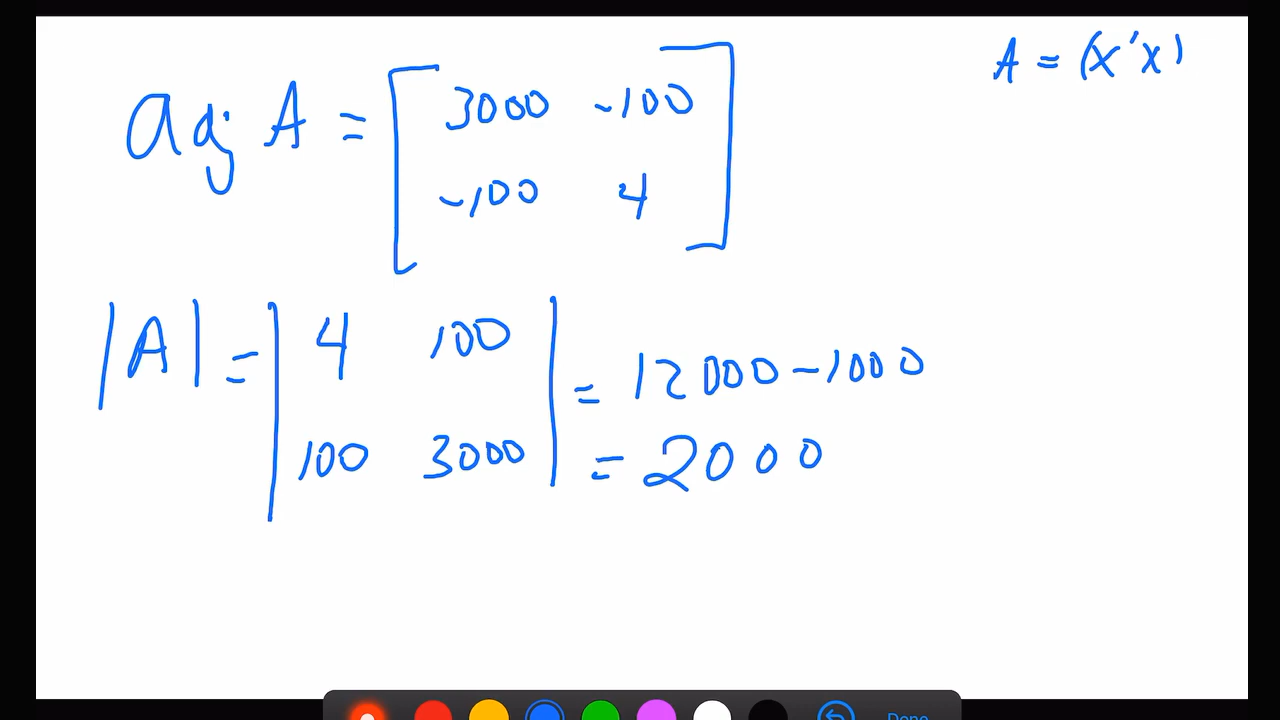 A = (X'X)
adj A = [ 3000 -100
-100 4 ]
|A| = | 4 100
100 3000 | = 12000 - 1000
= 2000
Done